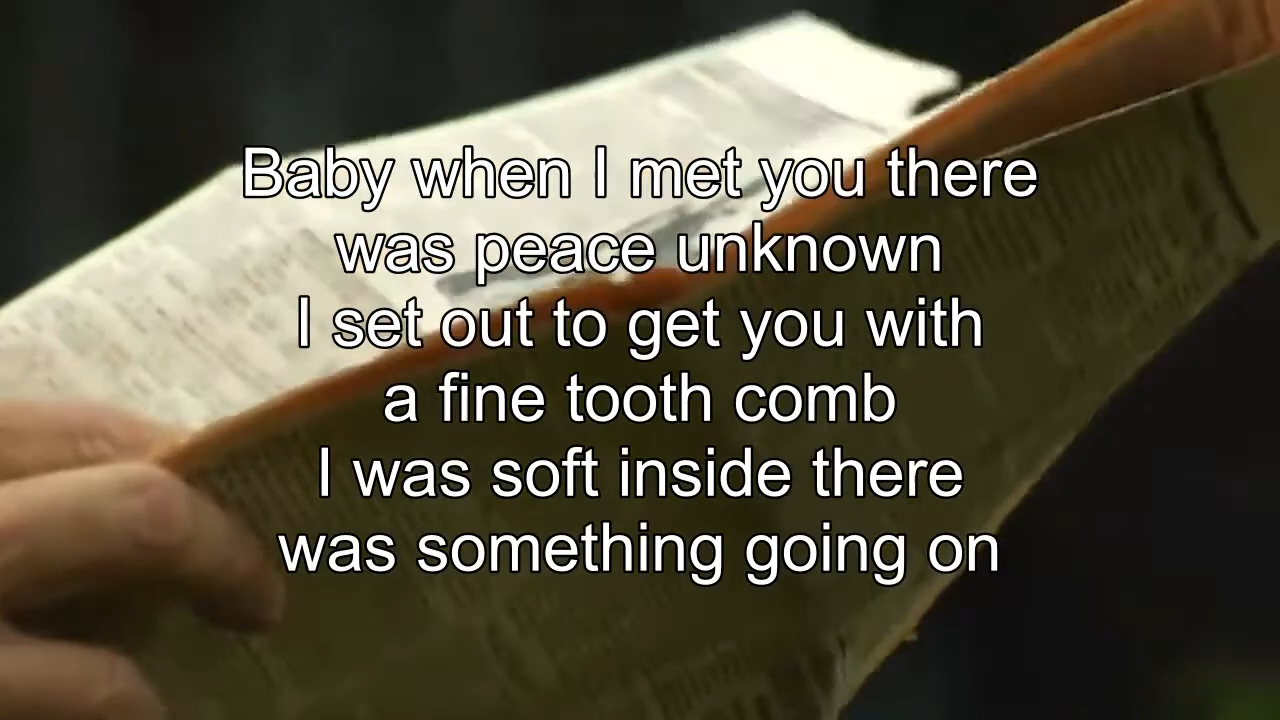 Baby when I met you there
was peace unknown
I set out to get you with
a fine tooth comb
I was soft inside there
was something going on